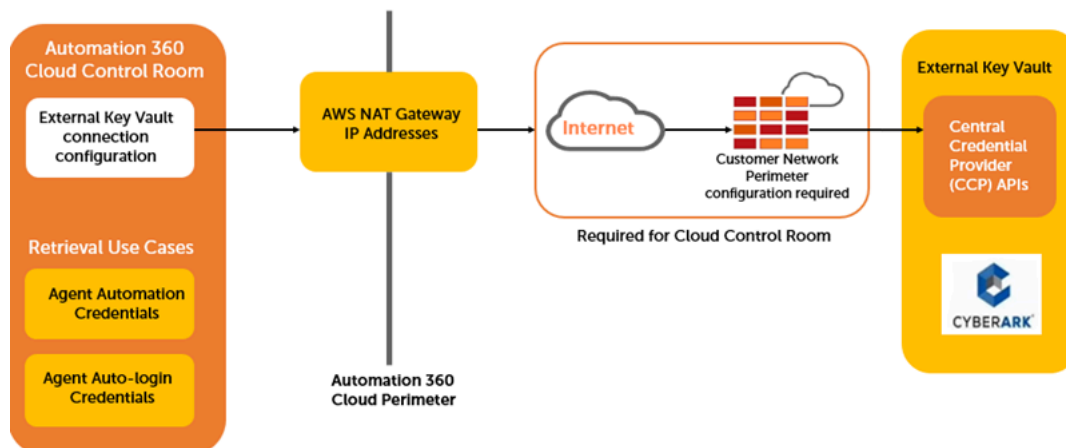 Automation 360
Cloud Control Room
External Key Vault
connection
configuration
Retrieval Use Cases
Agent Automation
Credentials
Agent Auto-login
Credentials
AWS NAT Gateway
IP Addresses
Automation 360
Cloud Perimeter
Internet
Customer Network
Perimeter
configuration required
Required for Cloud Control Room
External Key Vault
Central
Credential
Provider
(CCP) APIs
CYBERARK®